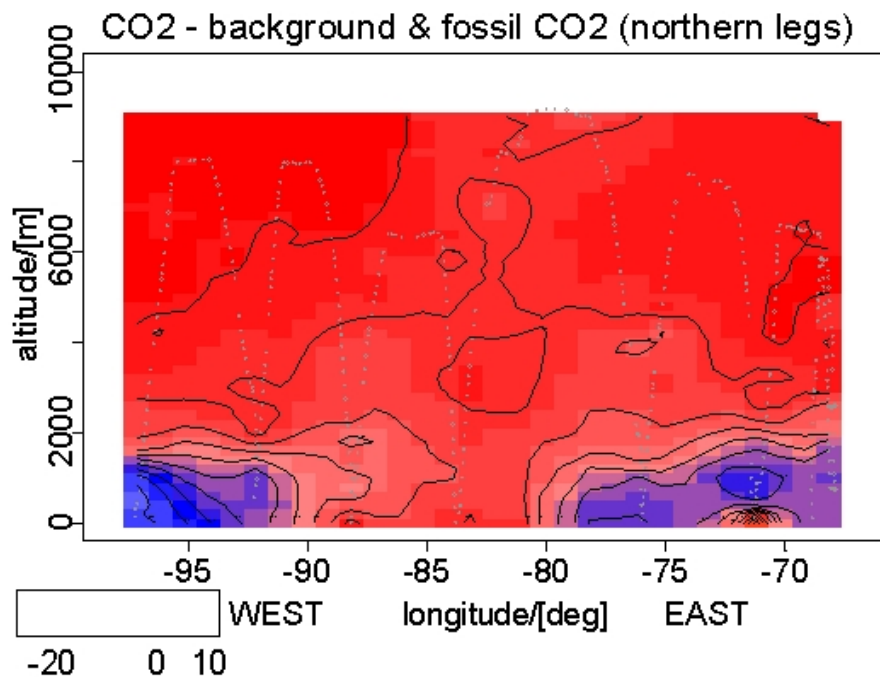 CO2 - background & fossil CO2 (northern legs)
10000
6000
2000
0
altitude/[m]
-95 -90 -85 -80 -75 -70
WEST longitude/[deg] EAST
-20 0 10